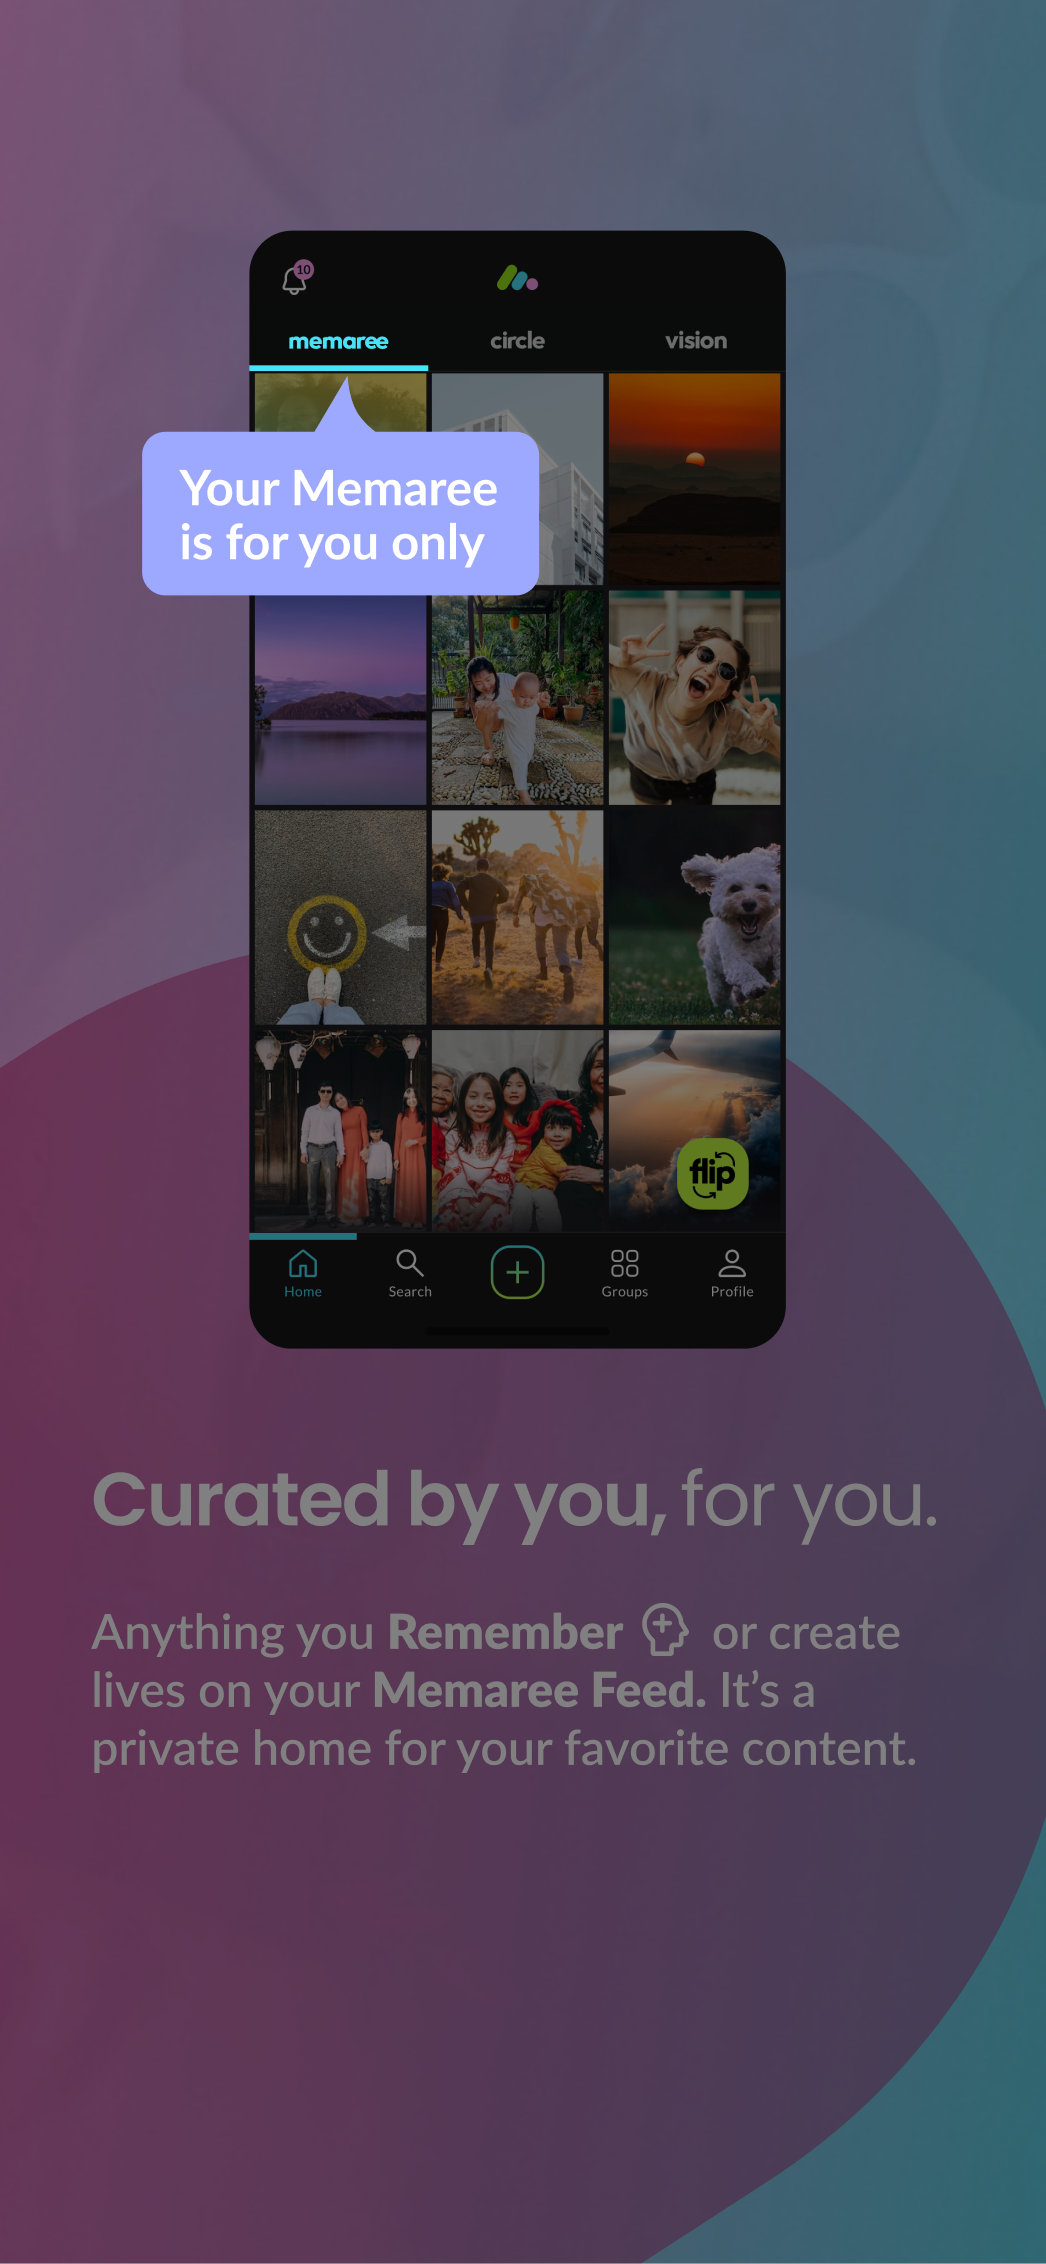 10
memaree circle vision
Your Memaree
is for you only
flip
Home Search Groups Profile
Curated by you, for you.
Anything you Remember or create
lives on your Memaree Feed. It’s a
private home for your favorite content.